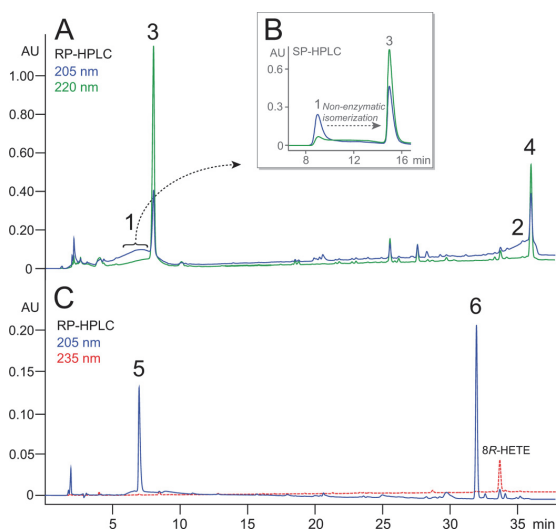 A
AU
RP-HPLC
205 nm
220 nm
1.00
0.80
0.60
0.40
0.20
0
3
1
2
4
B
AU
SP-HPLC
0.6
0.3
0
1
3
Non-enzymatic
isomerization
8 12 16 min
C
AU
RP-HPLC
205 nm
235 nm
0.20
0.15
0.10
0.05
0
5
6
8R-HETE
5 10 15 20 25 30 35 min